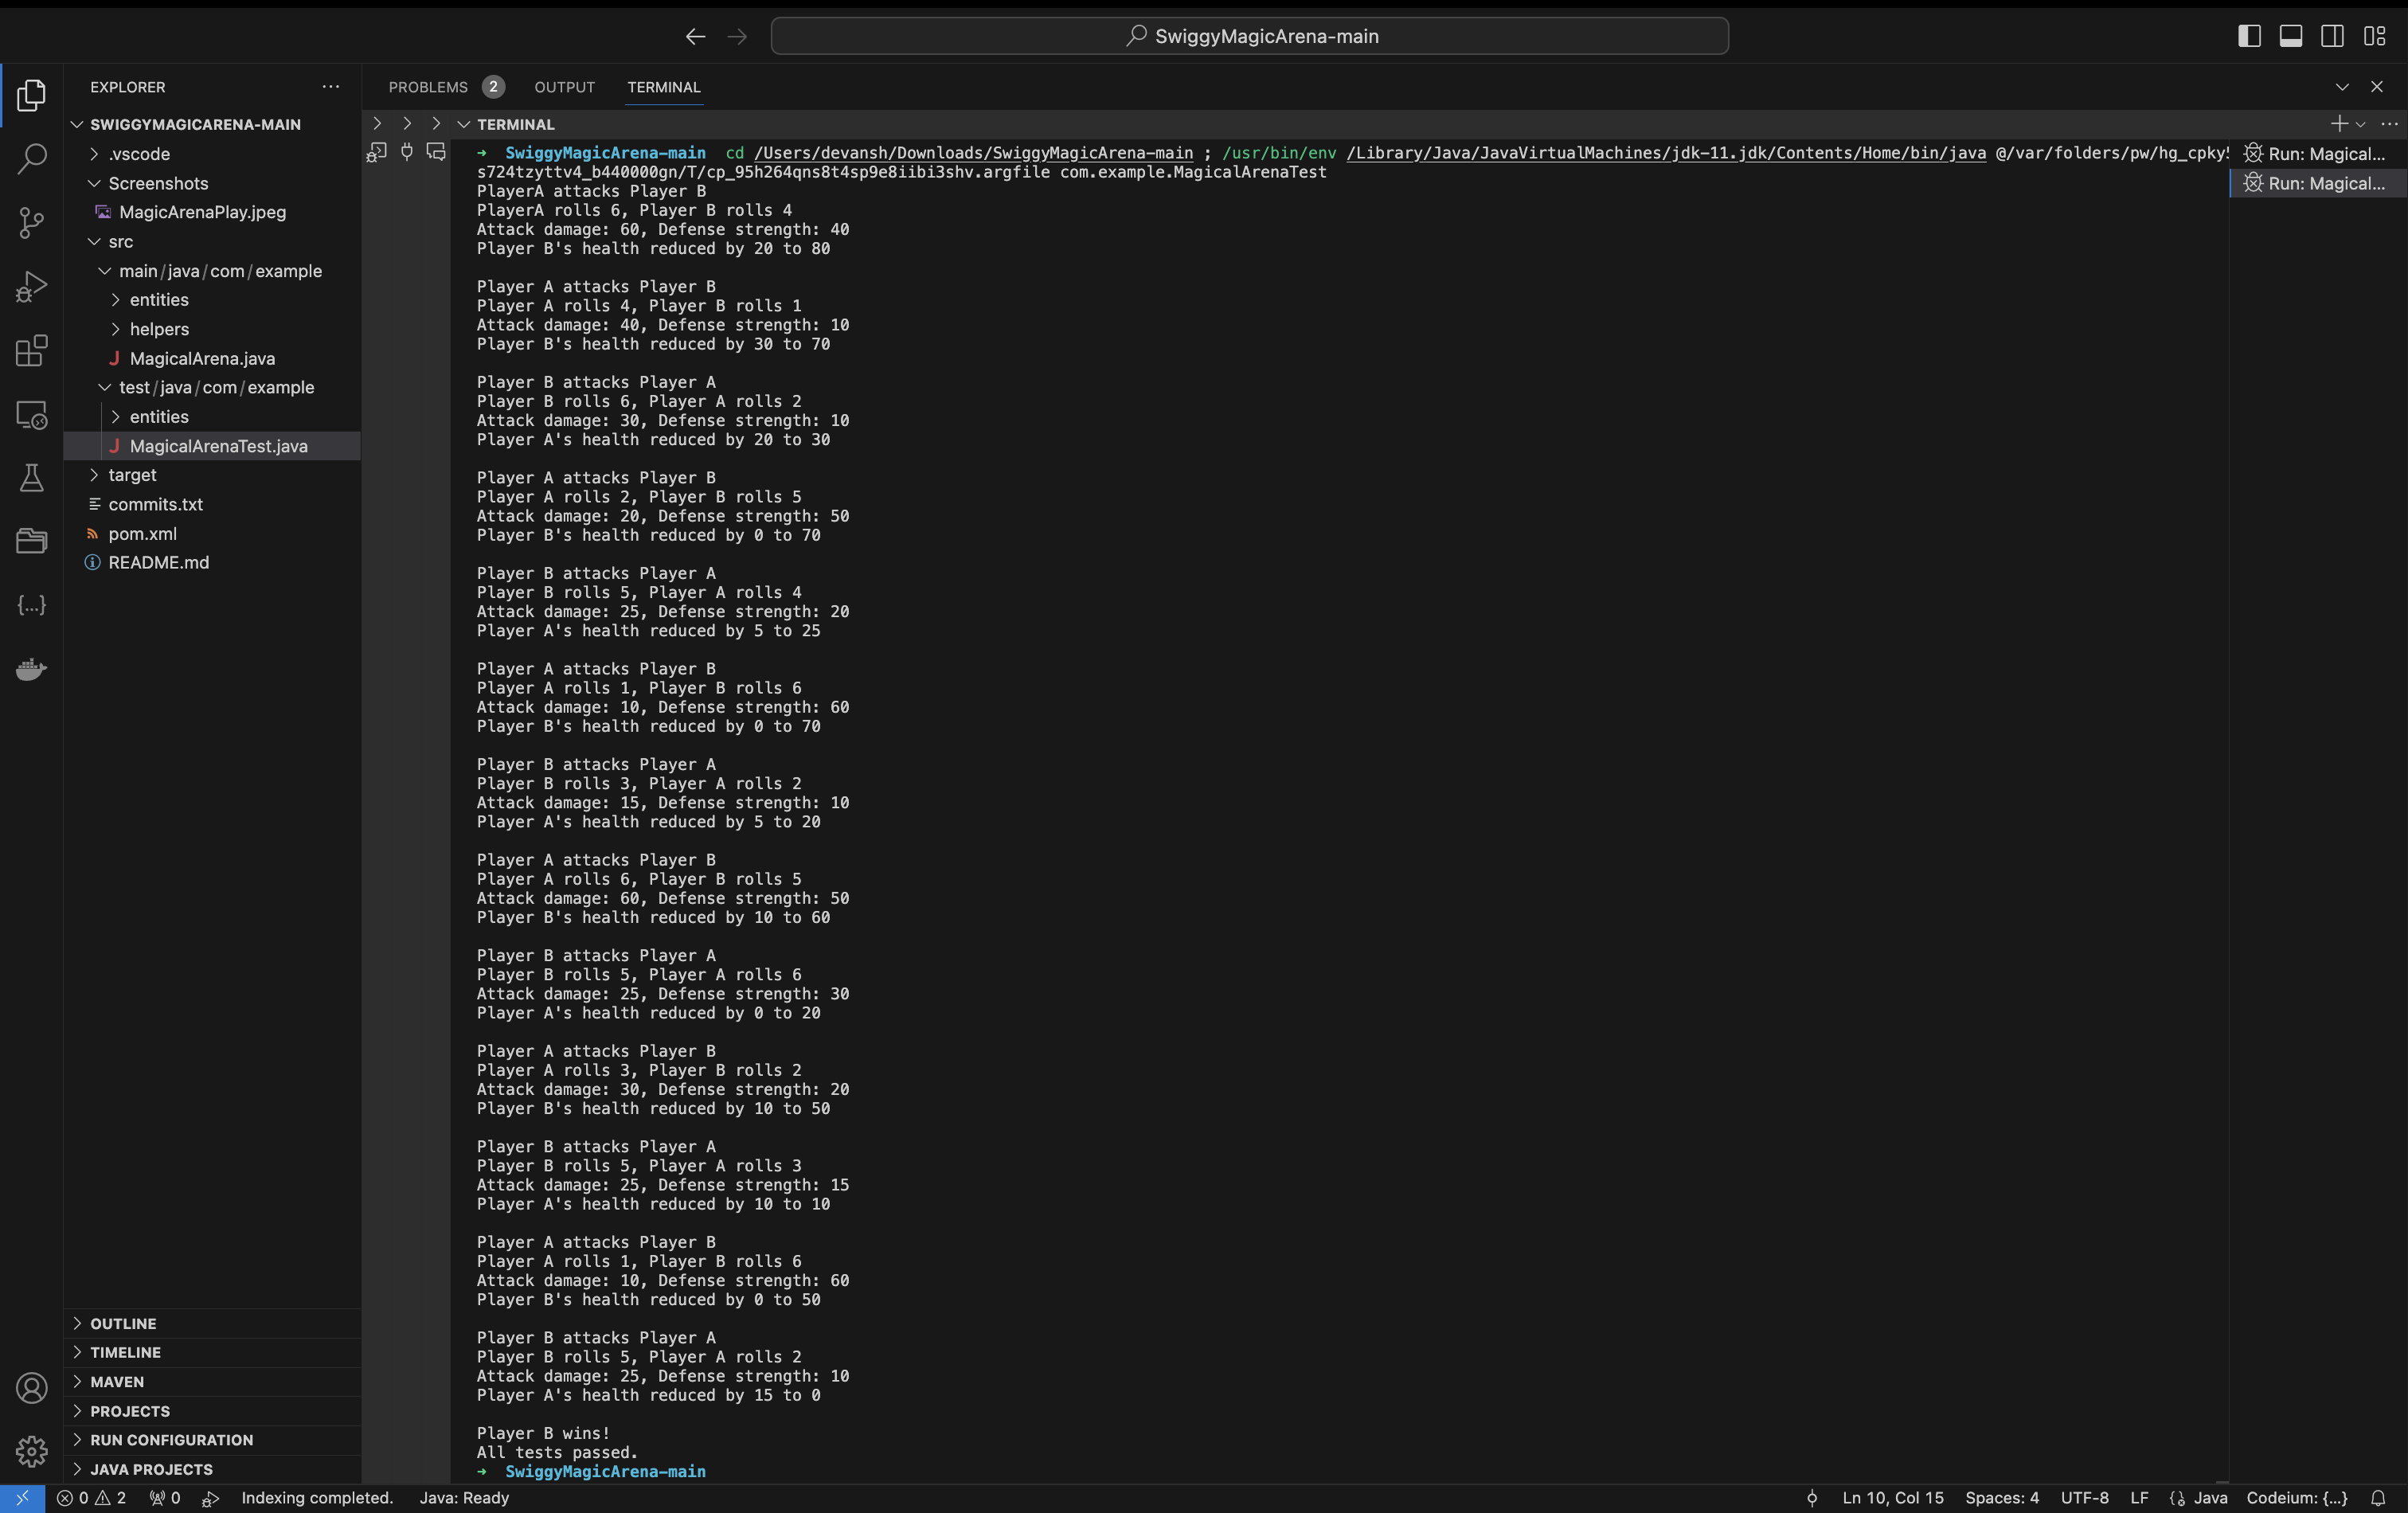 SwiggyMagicArena-main
EXPLORER
SWIGGYMAGICARENA-MAIN
.vscode
Screenshots
MagicArenaPlay.jpeg
src
main/java/com/example
entities
helpers
MagicalArena.java
test/java/com/example
entities
MagicalArenaTest.java
target
commits.txt
pom.xml
README.md
OUTLINE
TIMELINE
MAVEN
PROJECTS
RUN CONFIGURATION
JAVA PROJECTS
PROBLEMS 2 OUTPUT TERMINAL
TERMINAL
→ SwiggyMagicArena-main cd /Users/devansh/Downloads/SwiggyMagicArena-main ; /usr/bin/env /Library/Java/JavaVirtualMachines/jdk-11.jdk/Contents/Home/bin/java @/var/folders/pw/hg_cpky5
s724tzyttv4_b440000gn/T/cp_95h264qns8t4sp9e8iibi3shv.argfile com.example.MagicalArenaTest
PlayerA attacks Player B
PlayerA rolls 6, Player B rolls 4
Attack damage: 60, Defense strength: 40
Player B's health reduced by 20 to 80
Player A attacks Player B
Player A rolls 4, Player B rolls 1
Attack damage: 40, Defense strength: 10
Player B's health reduced by 30 to 70
Player B attacks Player A
Player B rolls 6, Player A rolls 2
Attack damage: 30, Defense strength: 10
Player A's health reduced by 20 to 30
Player A attacks Player B
Player A rolls 2, Player B rolls 5
Attack damage: 20, Defense strength: 50
Player B's health reduced by 0 to 70
Player B attacks Player A
Player B rolls 5, Player A rolls 4
Attack damage: 25, Defense strength: 20
Player A's health reduced by 5 to 25
Player A attacks Player B
Player A rolls 1, Player B rolls 6
Attack damage: 10, Defense strength: 60
Player B's health reduced by 0 to 70
Player B attacks Player A
Player B rolls 3, Player A rolls 2
Attack damage: 15, Defense strength: 10
Player A's health reduced by 5 to 20
Player A attacks Player B
Player A rolls 6, Player B rolls 5
Attack damage: 60, Defense strength: 50
Player B's health reduced by 10 to 60
Player B attacks Player A
Player B rolls 5, Player A rolls 6
Attack damage: 25, Defense strength: 30
Player A's health reduced by 0 to 20
Player A attacks Player B
Player A rolls 3, Player B rolls 2
Attack damage: 30, Defense strength: 20
Player B's health reduced by 10 to 50
Player B attacks Player A
Player B rolls 5, Player A rolls 3
Attack damage: 25, Defense strength: 15
Player A's health reduced by 10 to 10
Player A attacks Player B
Player A rolls 1, Player B rolls 6
Attack damage: 10, Defense strength: 60
Player B's health reduced by 0 to 50
Player B attacks Player A
Player B rolls 5, Player A rolls 2
Attack damage: 25, Defense strength: 10
Player A's health reduced by 15 to 0
Player B wins!
All tests passed.
→ SwiggyMagicArena-main
Run: Magical...
Run: Magical...
0 2 0 Indexing completed. Java: Ready
Ln 10, Col 15 Spaces: 4 UTF-8 LF Java Codeium: {...}